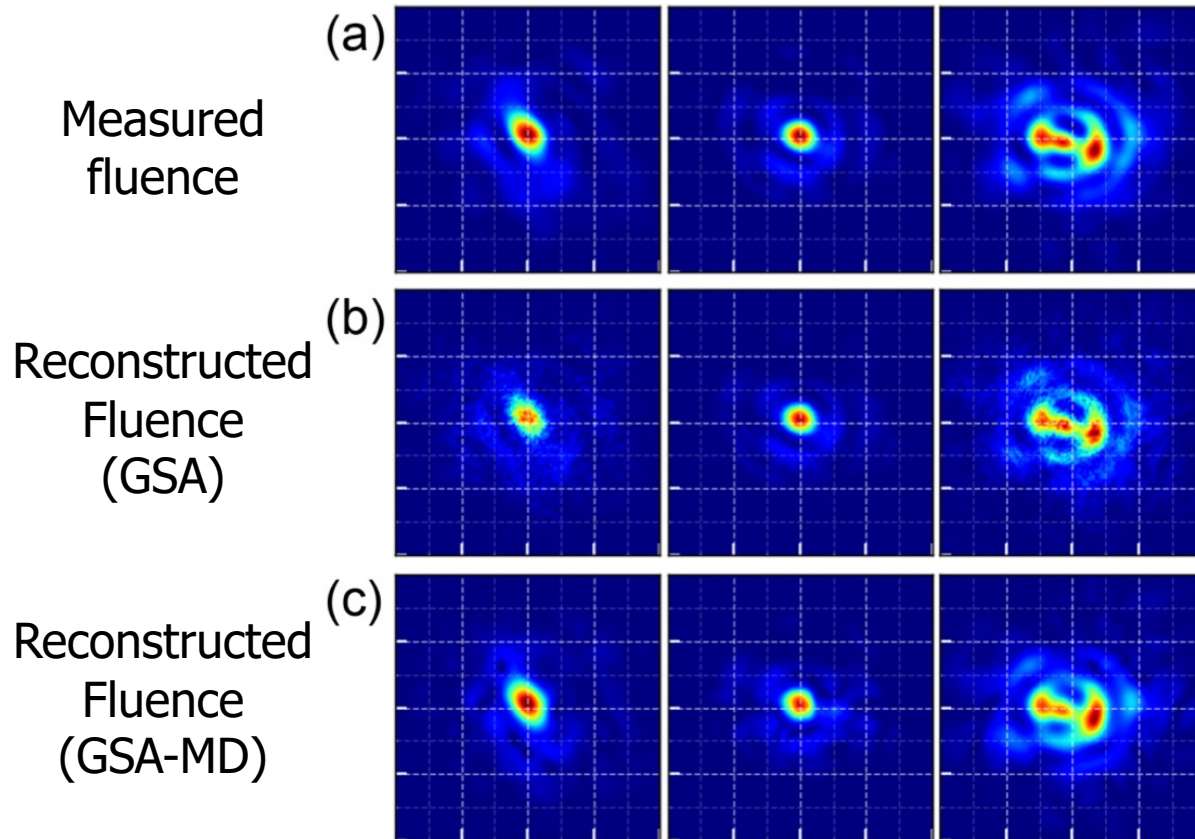 (a)
Measured
fluence
(b)
Reconstructed
Fluence
(GSA)
(c)
Reconstructed
Fluence
(GSA-MD)